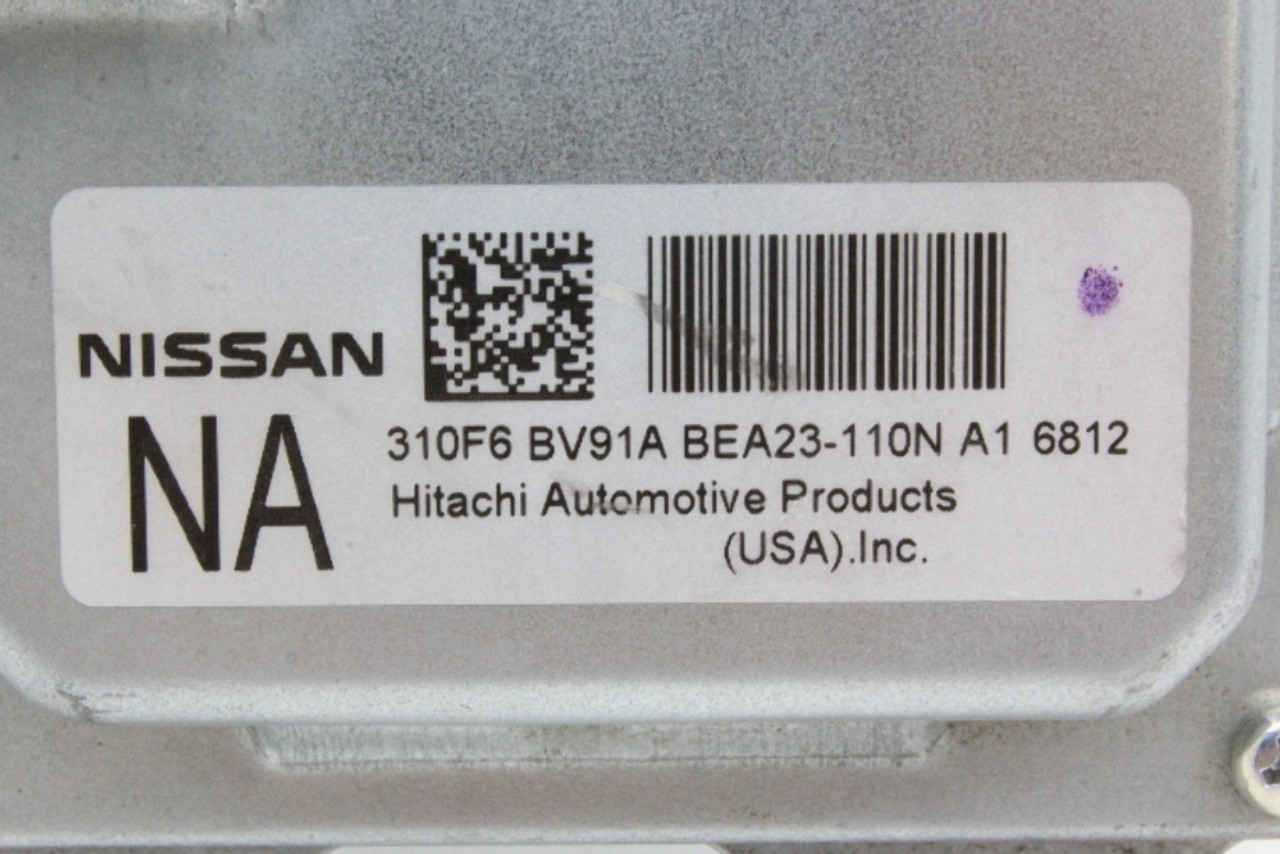 NISSAN
NA
310F6 BV91A BEA23-110N A1 6812
Hitachi Automotive Products
(USA).Inc.